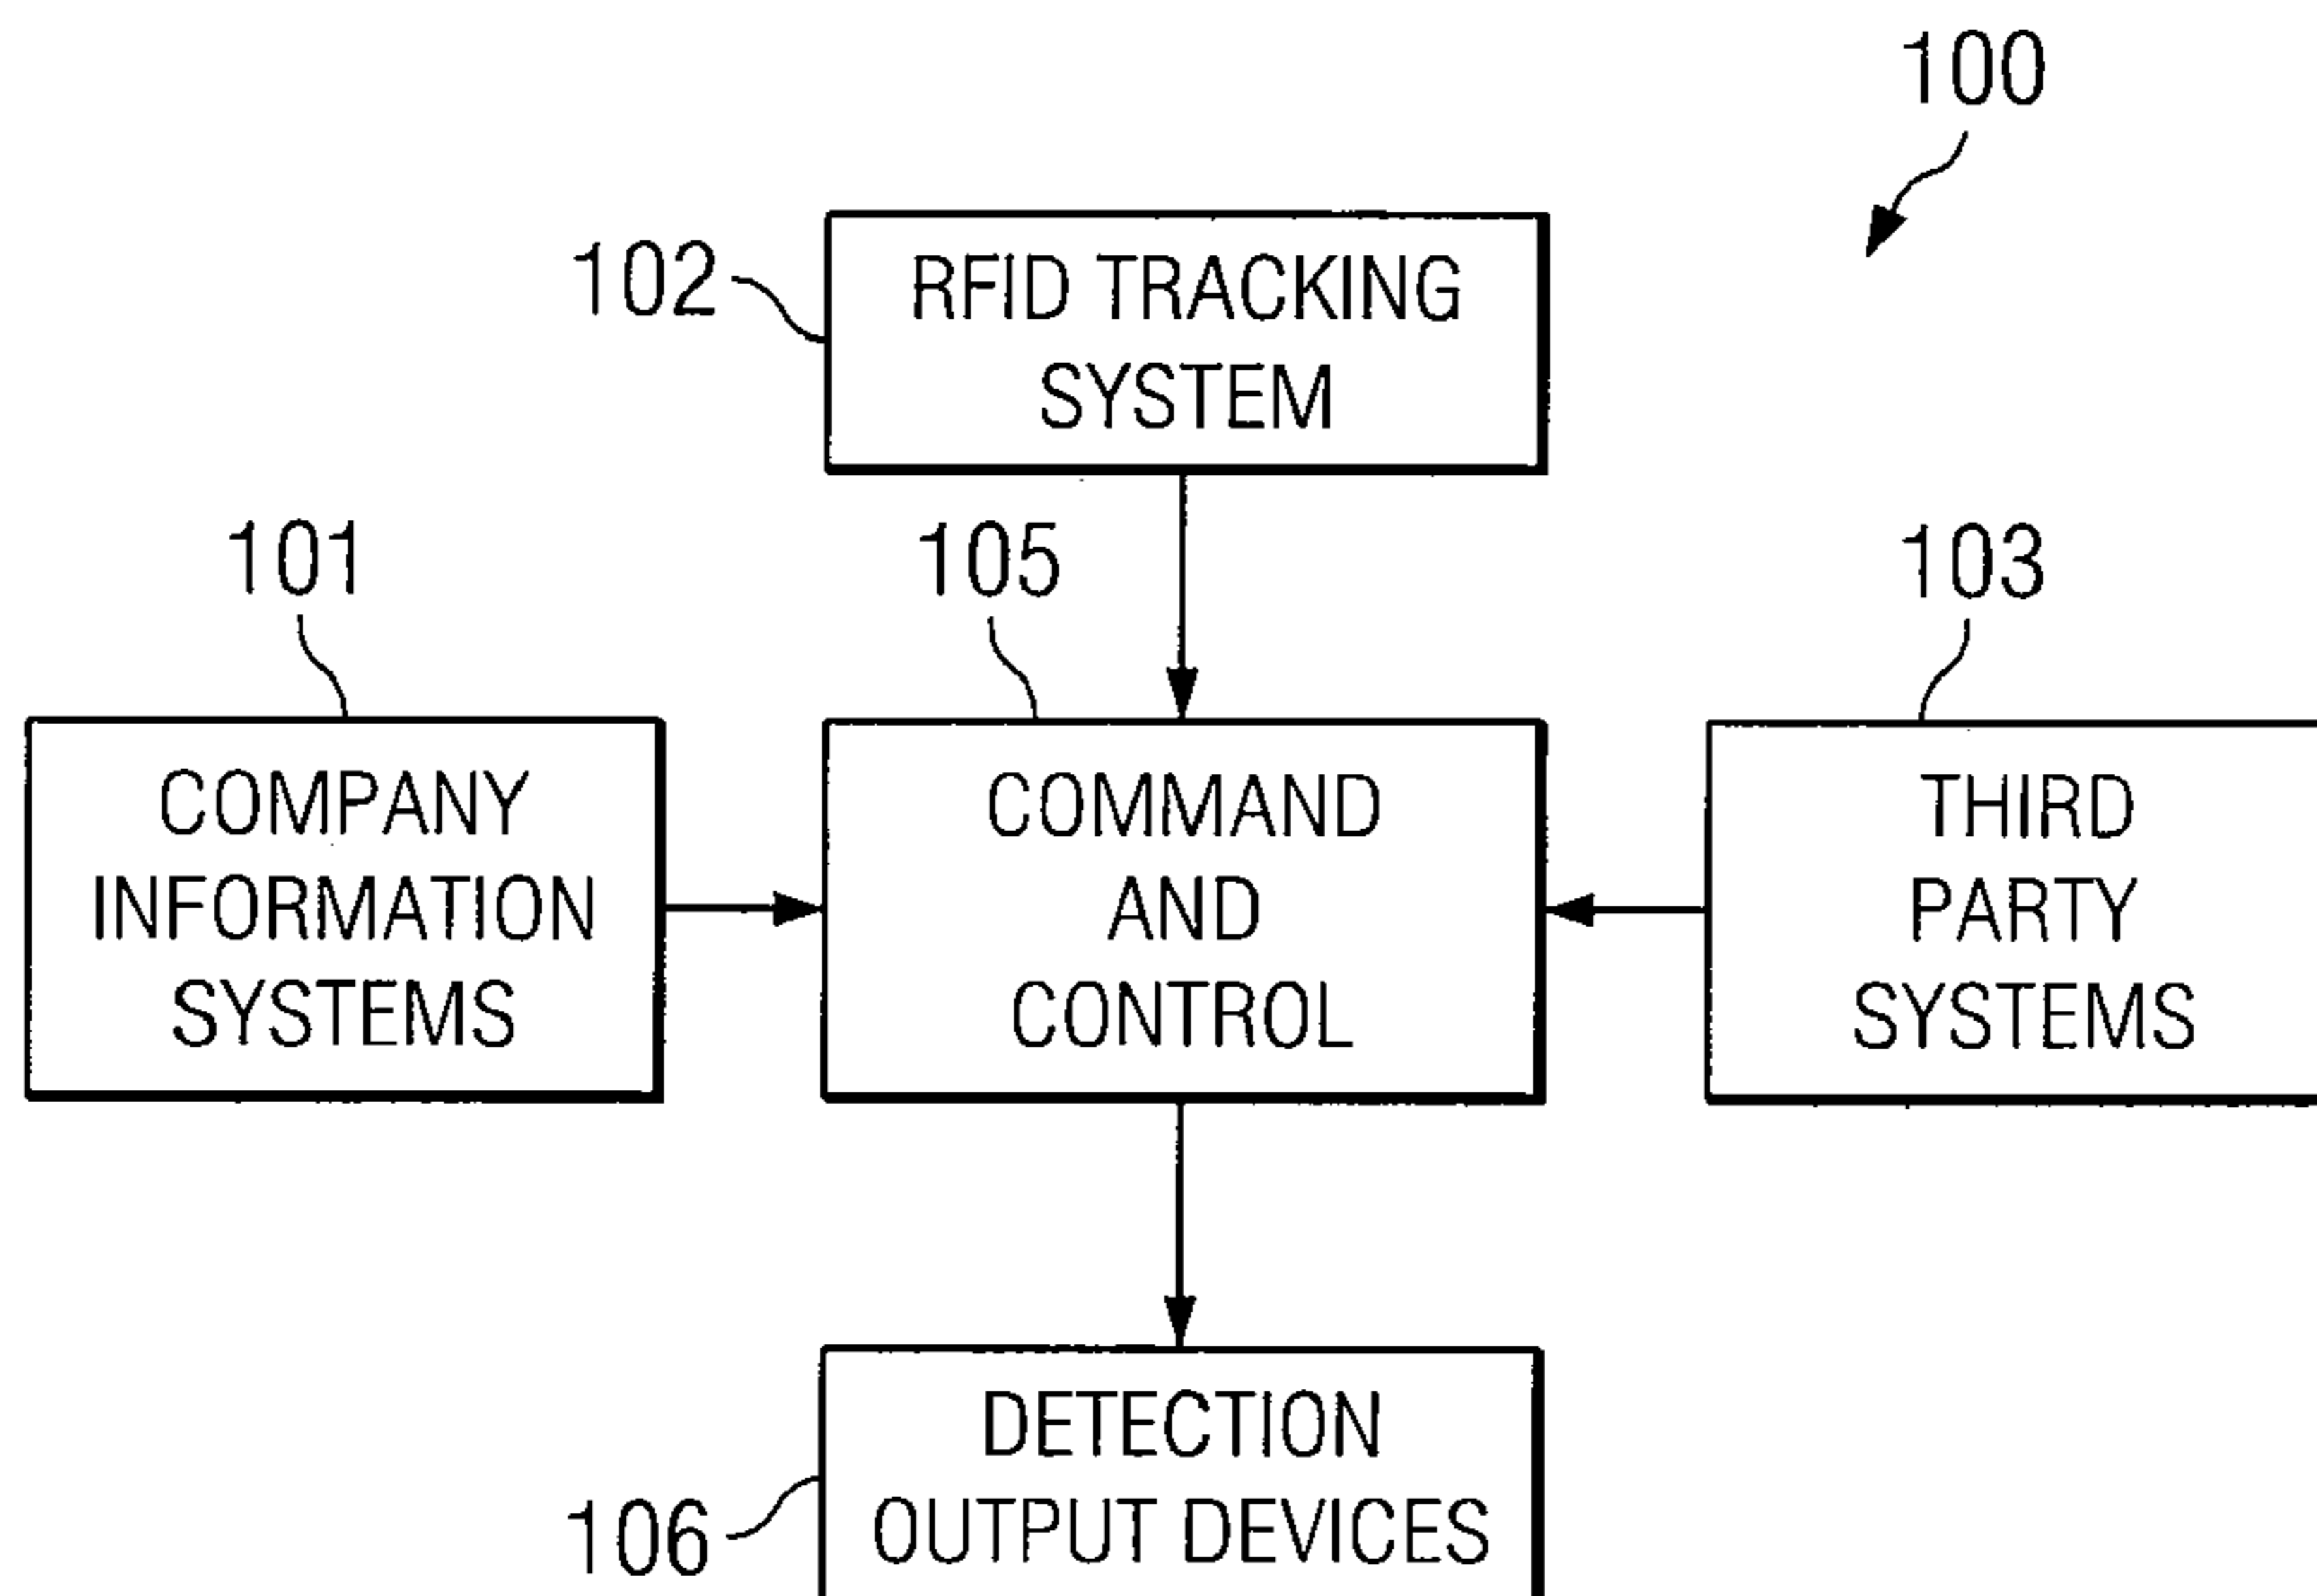 100
102
RFID TRACKING
SYSTEM
101
105
103
COMPANY
INFORMATION
SYSTEMS
COMMAND
AND
CONTROL
THIRD
PARTY
SYSTEMS
106
DETECTION
OUTPUT DEVICES